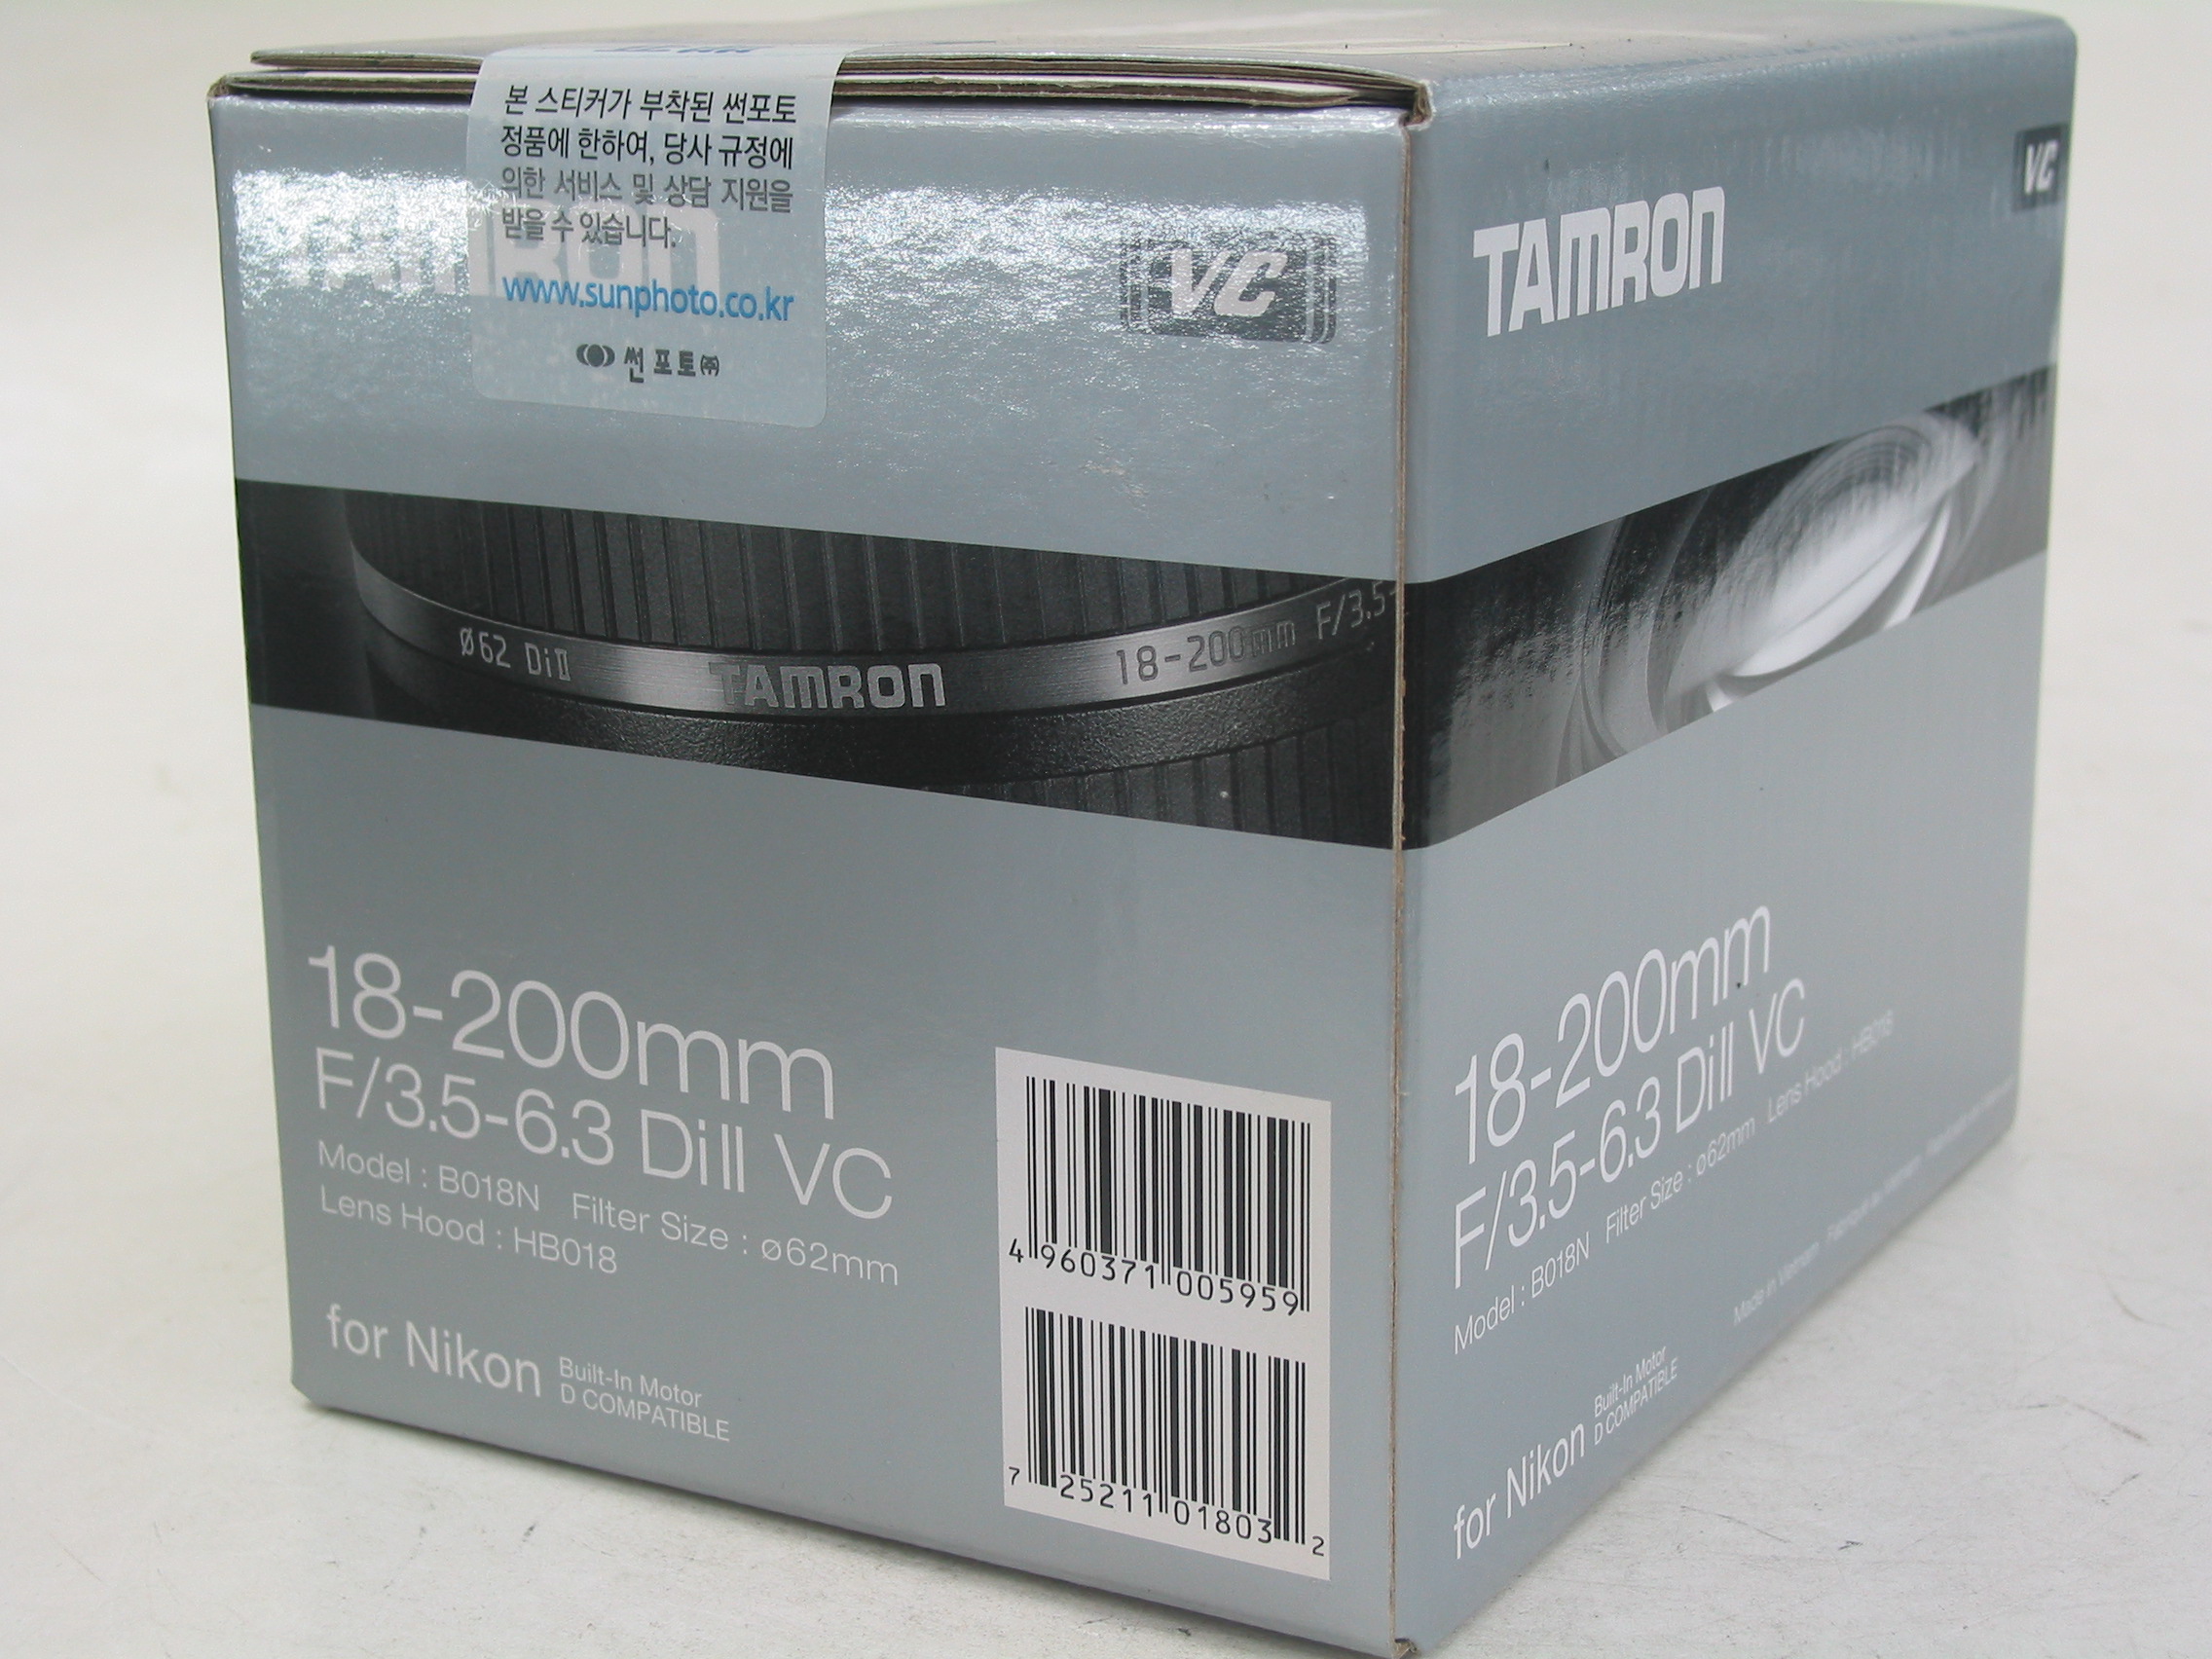 본 스티커가 부착된 썬포토
정품에 한하여, 당사 규정에
의한 서비스 및 상담 지원을
받을 수 있습니다.
www.sunphoto.co.kr
썬포토㈜
TAMRON
VC
ø62 DiII
TAMRON
18-200mm F/3.5-
18-200mm
F/3.5-6.3 DiII VC
Model : B018N Filter Size : ø62mm
Lens Hood : HB018
for Nikon
Built-In Motor
D COMPATIBLE
4 960371 005959
7 25211 01803 2
VC
TAMRON
18-200mm
F/3.5-6.3 DiII VC
Model : B018N Filter Size : ø62mm Lens Hood : HB018
Made in Vietnam
for Nikon
Built-In Motor
D COMPATIBLE